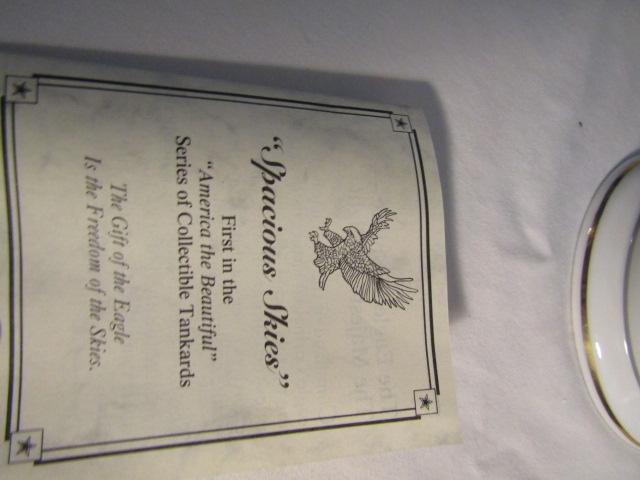 "Spacious Skies"
First in the
"America the Beautiful"
Series of Collectible Tankards
The Gift of the Eagle
Is the Freedom of the Skies.